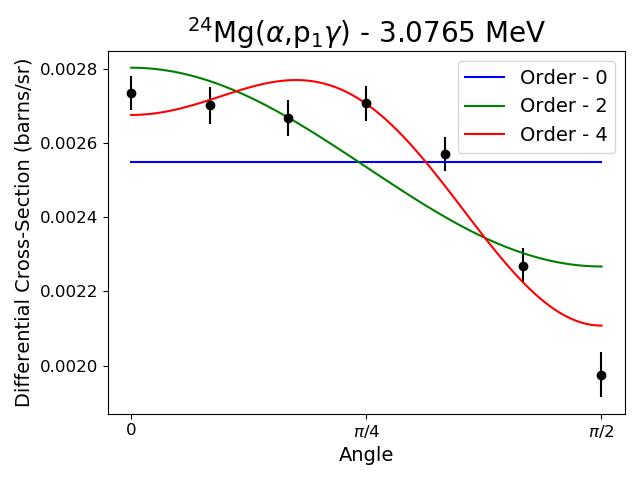 ²⁴Mg(α,p₁γ) - 3.0765 MeV
Differential Cross-Section (barns/sr)
0.0028
0.0026
0.0024
0.0022
0.0020
Order - 0
Order - 2
Order - 4
0
π/4
π/2
Angle